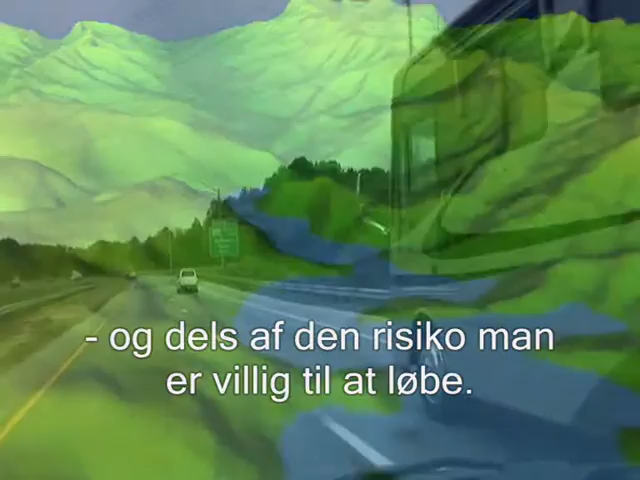 - og dels af den risiko man
er villig til at løbe.